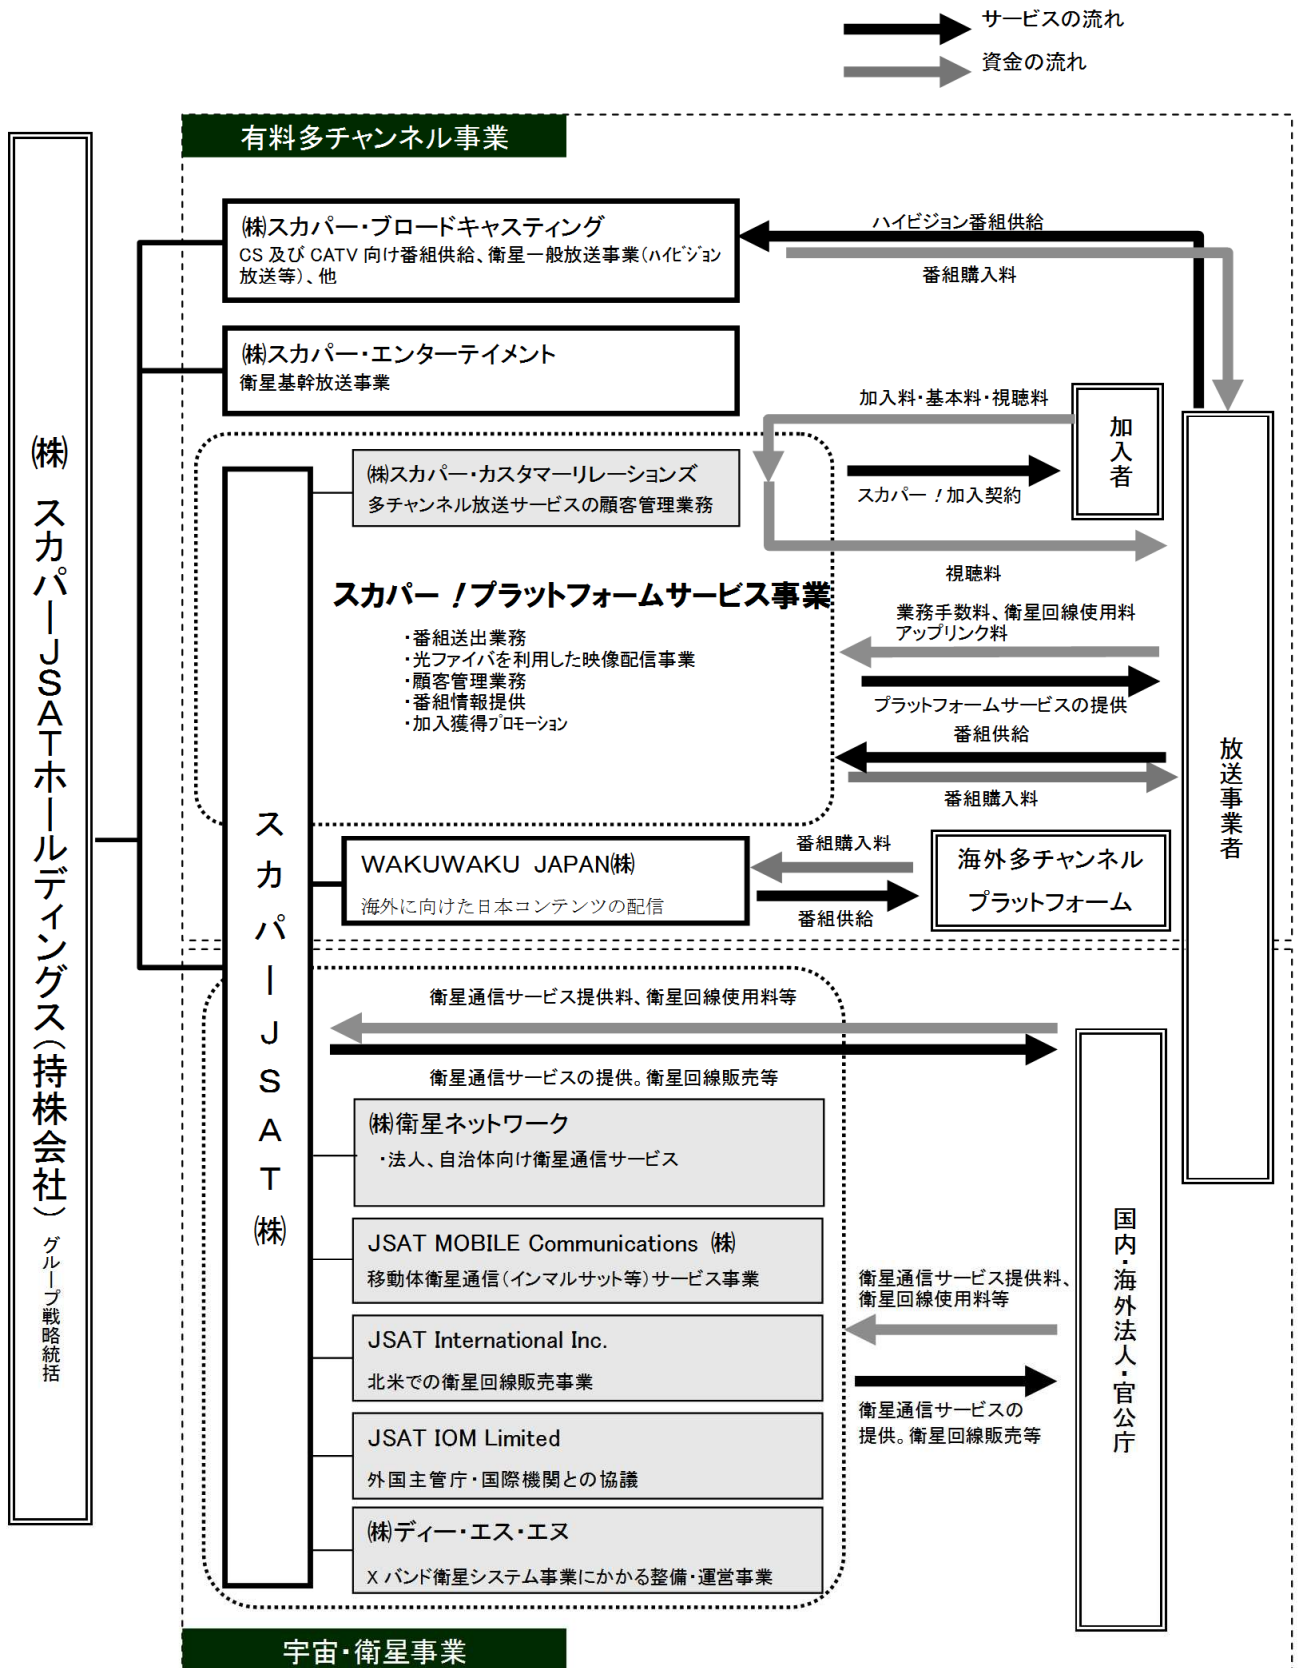 サービスの流れ
資金の流れ
有料多チャンネル事業
㈱スカパー・ブロードキャスティング
CS 及び CATV 向け番組供給、衛星一般放送事業(ハイビジョン
放送等)、他
ハイビジョン番組供給
番組購入料
㈱スカパー・エンターテイメント
衛星基幹放送事業
加入料・基本料・視聴料
加入者
スカパー！加入契約
㈱スカパー・カスタマーリレーションズ
多チャンネル放送サービスの顧客管理業務
視聴料
スカパー！プラットフォームサービス事業
・番組送出業務
・光ファイバを利用した映像配信事業
・顧客管理業務
・番組情報提供
・加入獲得プロモーション
業務手数料、衛星回線使用料
アップリンク料
プラットフォームサービスの提供
番組供給
番組購入料
放送事業者
㈱ スカパーJSATホールディングス(持株会社) グループ戦略統括
スカパーJSAT㈱
WAKUWAKU JAPAN㈱
海外に向けた日本コンテンツの配信
番組購入料
番組供給
海外多チャンネル
プラットフォーム
衛星通信サービス提供料、衛星回線使用料等
衛星通信サービスの提供。衛星回線販売等
㈱衛星ネットワーク
・法人、自治体向け衛星通信サービス
JSAT MOBILE Communications ㈱
移動体衛星通信(インマルサット等)サービス事業
JSAT International Inc.
北米での衛星回線販売事業
JSAT IOM Limited
外国主管庁・国際機関との協議
㈱ディー・エス・エヌ
X バンド衛星システム事業にかかる整備・運営事業
衛星通信サービス提供料、
衛星回線使用料等
衛星通信サービスの
提供。衛星回線販売等
国内・海外法人・官公庁
宇宙・衛星事業